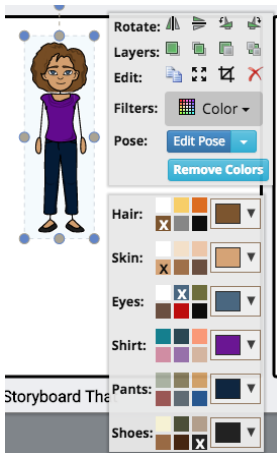 Rotate:
Layers:
Edit:
Filters: Color
Pose: Edit Pose
Remove Colors
Hair: X
Skin: X
Eyes: X
Shirt:
Pants:
Storyboard Tha
Shoes: X